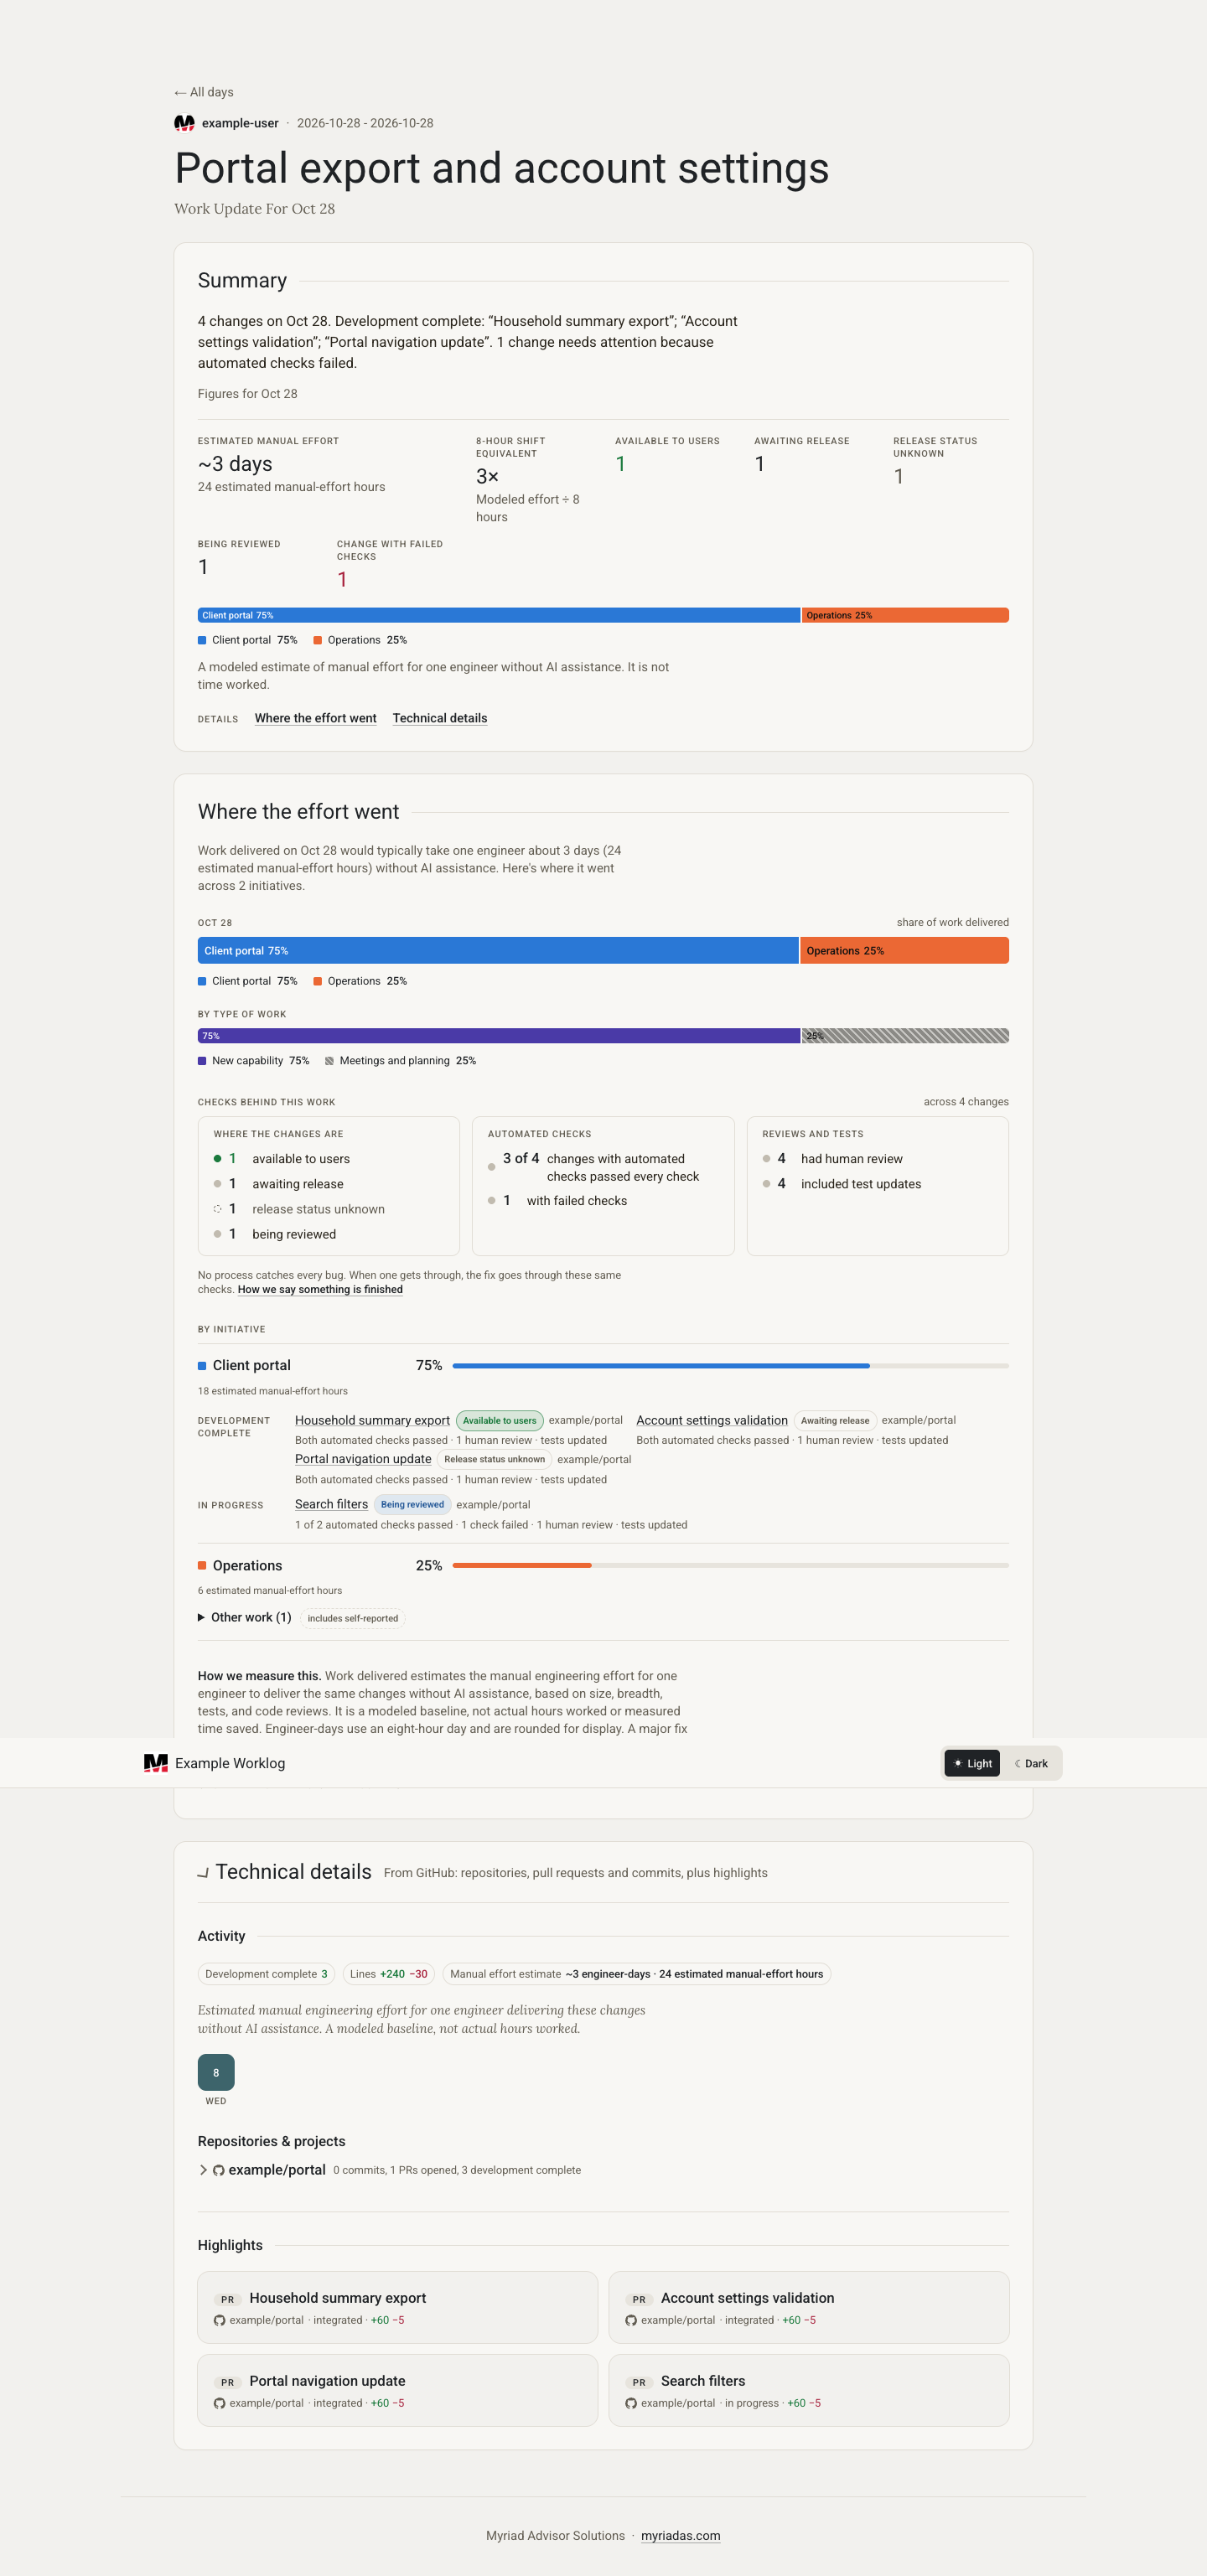 ← All days
example-user · 2026-10-28 - 2026-10-28
Portal export and account settings
Work Update For Oct 28
Summary
4 changes on Oct 28. Development complete: “Household summary export”; “Account
settings validation”; “Portal navigation update”. 1 change needs attention because
automated checks failed.
Figures for Oct 28
ESTIMATED MANUAL EFFORT
~3 days
24 estimated manual-effort hours
8-HOUR SHIFT
EQUIVALENT
3×
Modeled effort ÷ 8
hours
AVAILABLE TO USERS
1
AWAITING RELEASE
1
RELEASE STATUS
UNKNOWN
1
BEING REVIEWED
1
CHANGE WITH FAILED
CHECKS
1
Client portal 75% Operations 25%
Client portal 75% Operations 25%
A modeled estimate of manual effort for one engineer without AI assistance. It is not
time worked.
DETAILS Where the effort went Technical details
Where the effort went
Work delivered on Oct 28 would typically take one engineer about 3 days (24
estimated manual-effort hours) without AI assistance. Here's where it went
across 2 initiatives.
OCT 28 share of work delivered
Client portal 75% Operations 25%
Client portal 75% Operations 25%
BY TYPE OF WORK
75% 25%
New capability 75% Meetings and planning 25%
CHECKS BEHIND THIS WORK across 4 changes
WHERE THE CHANGES ARE
1 available to users
1 awaiting release
1 release status unknown
1 being reviewed
AUTOMATED CHECKS
3 of 4 changes with automated
checks passed every check
1 with failed checks
REVIEWS AND TESTS
4 had human review
4 included test updates
No process catches every bug. When one gets through, the fix goes through these same
checks. How we say something is finished
BY INITIATIVE
Client portal 75%
18 estimated manual-effort hours
DEVELOPMENT
COMPLETE
Household summary export Available to users example/portal
Both automated checks passed · 1 human review · tests updated
Account settings validation Awaiting release example/portal
Both automated checks passed · 1 human review · tests updated
Portal navigation update Release status unknown example/portal
Both automated checks passed · 1 human review · tests updated
IN PROGRESS
Search filters Being reviewed example/portal
1 of 2 automated checks passed · 1 check failed · 1 human review · tests updated
Operations 25%
6 estimated manual-effort hours
Other work (1) includes self-reported
How we measure this. Work delivered estimates the manual engineering effort for one
engineer to deliver the same changes without AI assistance, based on size, breadth,
tests, and code reviews. It is a modeled baseline, not actual hours worked or measured
time saved. Engineer-days use an eight-hour day and are rounded for display. A major fix
Example Worklog
Light Dark
Technical details From GitHub: repositories, pull requests and commits, plus highlights
Activity
Development complete 3 Lines +240 −30 Manual effort estimate ~3 engineer-days · 24 estimated manual-effort hours
Estimated manual engineering effort for one engineer delivering these changes
without AI assistance. A modeled baseline, not actual hours worked.
8
WED
Repositories & projects
example/portal 0 commits, 1 PRs opened, 3 development complete
Highlights
PR Household summary export
example/portal · integrated · +60 −5
PR Account settings validation
example/portal · integrated · +60 −5
PR Portal navigation update
example/portal · integrated · +60 −5
PR Search filters
example/portal · in progress · +60 −5
Myriad Advisor Solutions · myriadas.com